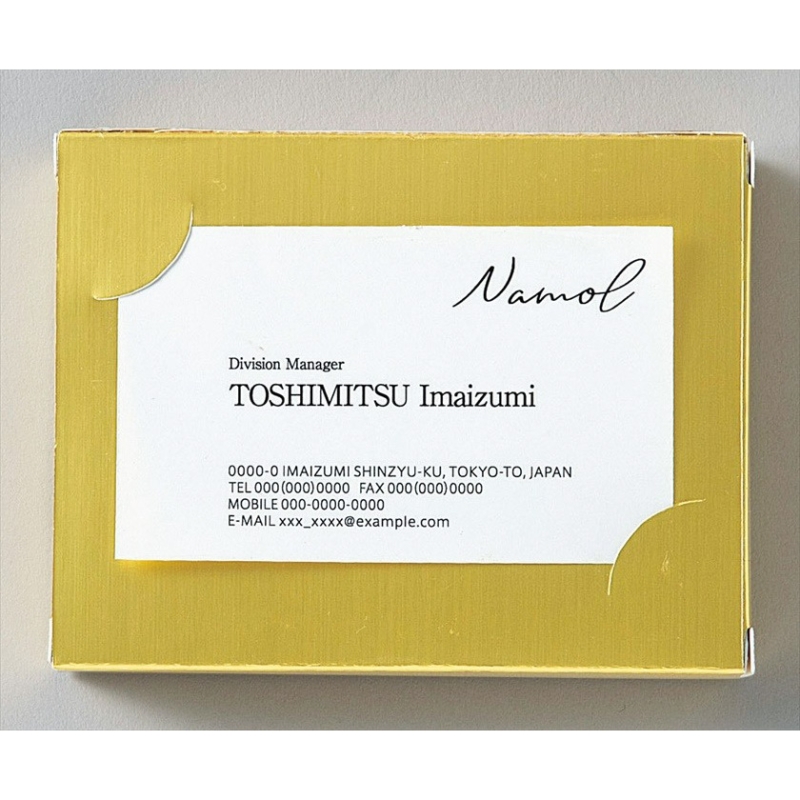 Namol
Division Manager
TOSHIMITSU Imaizumi
0000-0 IMAIZUMI SHINZYU-KU, TOKYO-TO, JAPAN
TEL 000(000)0000 FAX 000(000)0000
MOBILE 000-0000-0000
E-MAIL xxx_xxxx@example.com